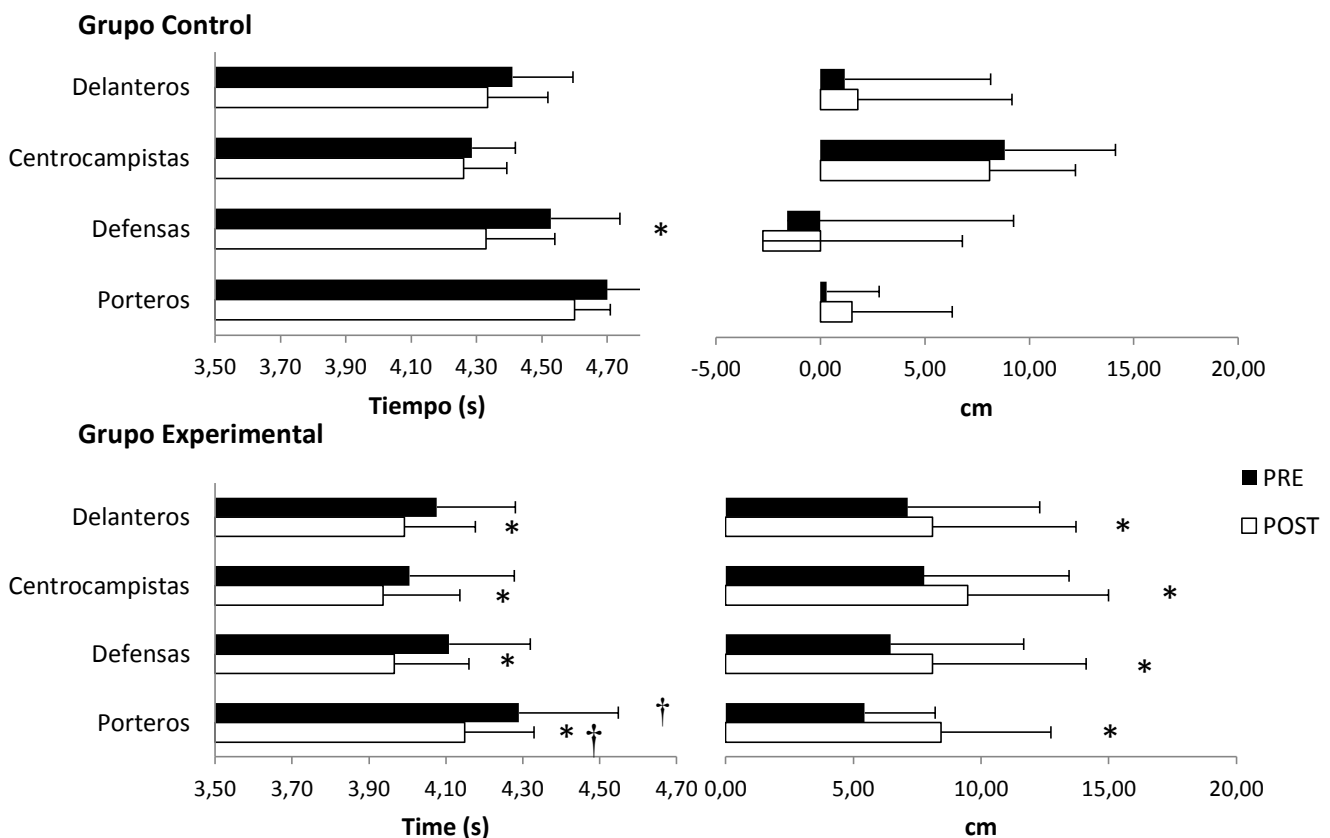 Grupo Control
Delanteros
Centrocampistas
Defensas
*
Porteros
3,50 3,70 3,90 4,10 4,30 4,50 4,70
-5,00 0,00 5,00 10,00 15,00 20,00
Tiempo (s)
cm
Grupo Experimental
PRE
POST
Delanteros
* *
Centrocampistas
* *
Defensas
* *
Porteros
†
* † *
3,50 3,70 3,90 4,10 4,30 4,50 4,70
0,00 5,00 10,00 15,00 20,00
Time (s)
cm